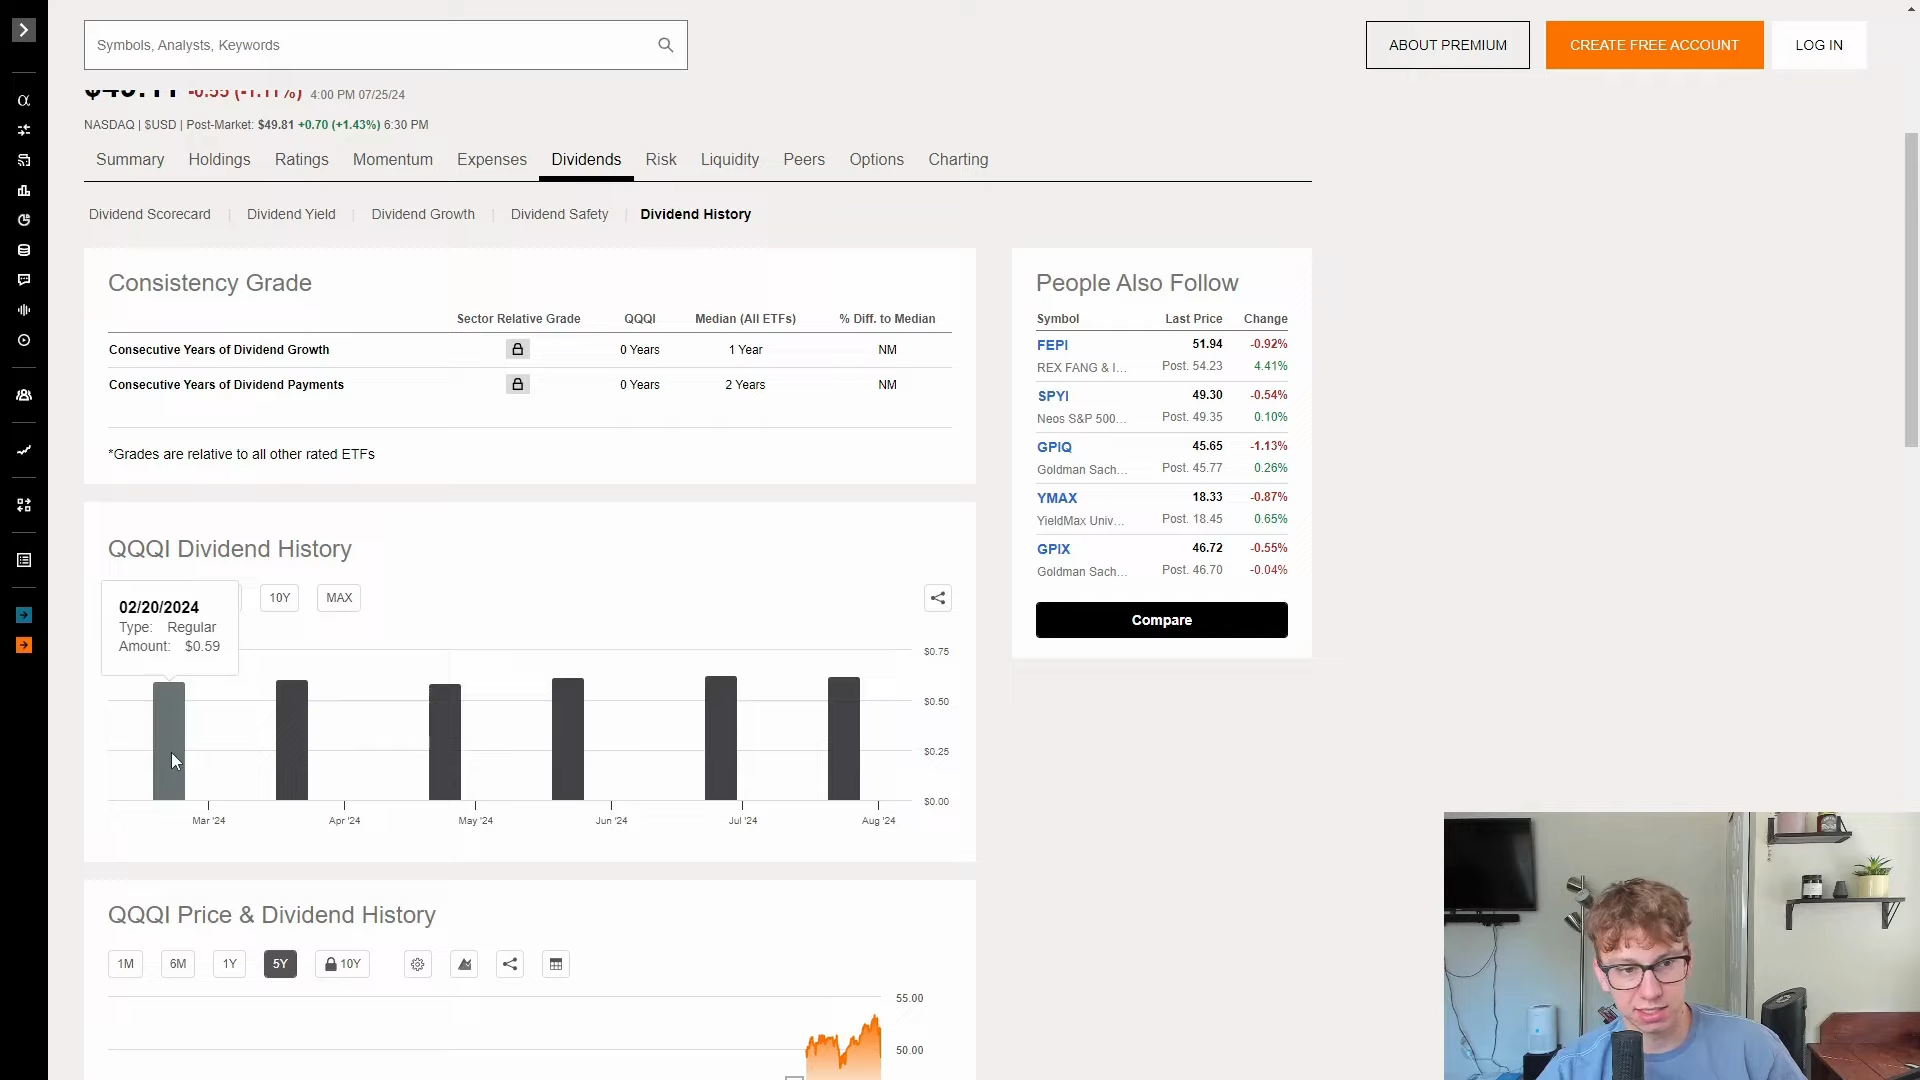 Symbols, Analysts, Keywords
ABOUT PREMIUM
CREATE FREE ACCOUNT
LOG IN
4:00 PM 07/25/24
NASDAQ | $USD | Post-Market: $49.81 +0.70 (+1.43%) 6:30 PM
Summary Holdings Ratings Momentum Expenses Dividends Risk Liquidity Peers Options Charting
Dividend Scorecard | Dividend Yield | Dividend Growth | Dividend Safety | Dividend History
Consistency Grade
Sector Relative Grade QQQI Median (All ETFs) % Diff. to Median
Consecutive Years of Dividend Growth 0 Years 1 Year NM
Consecutive Years of Dividend Payments 0 Years 2 Years NM
*Grades are relative to all other rated ETFs
People Also Follow
Symbol Last Price Change
FEPI 51.94 -0.92%
REX FANG & I... Post. 54.23 4.41%
SPYI 49.30 -0.54%
Neos S&P 500... Post. 49.35 0.10%
GPIQ 45.65 -1.13%
Goldman Sach... Post. 45.77 0.26%
YMAX 18.33 -0.87%
YieldMax Univ... Post. 18.45 0.65%
GPIX 46.72 -0.55%
Goldman Sach... Post. 46.70 -0.04%
Compare
QQQI Dividend History
10Y MAX
02/20/2024
Type: Regular
Amount: $0.59
$0.75
$0.50
$0.25
$0.00
Mar '24 Apr '24 May '24 Jun '24 Jul '24 Aug '24
QQQI Price & Dividend History
1M 6M 1Y 5Y 10Y
55.00
50.00